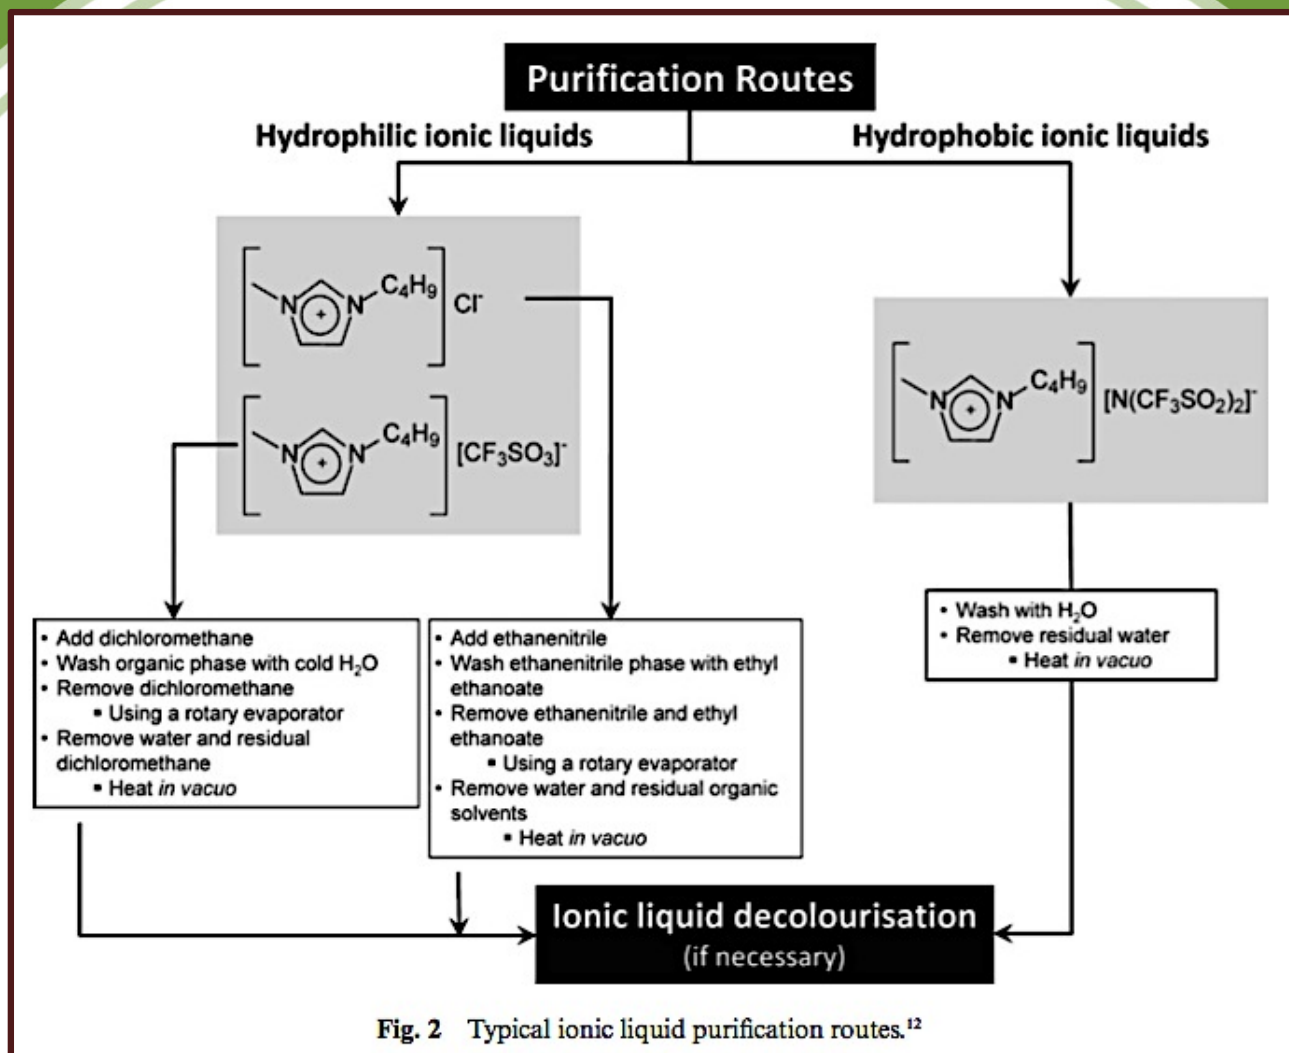 Purification Routes
Hydrophilic ionic liquids
Hydrophobic ionic liquids
N N C₄H₉ Cl⁻
+
N N C₄H₉ [CF₃SO₃]⁻
+
N N C₄H₉ [N(CF₃SO₂)₂]⁻
+
• Add dichloromethane
• Wash organic phase with cold H₂O
• Remove dichloromethane
▪ Using a rotary evaporator
• Remove water and residual
dichloromethane
▪ Heat in vacuo
• Add ethanenitrile
• Wash ethanenitrile phase with ethyl
ethanoate
• Remove ethanenitrile and ethyl
ethanoate
▪ Using a rotary evaporator
• Remove water and residual organic
solvents
▪ Heat in vacuo
• Wash with H₂O
• Remove residual water
▪ Heat in vacuo
Ionic liquid decolourisation
(if necessary)
Fig. 2 Typical ionic liquid purification routes.¹²